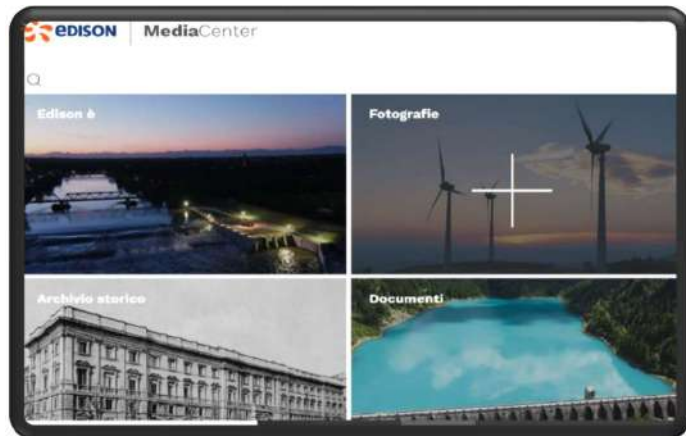 eDISON MediaCenter
Edison è
Fotografie
Archivio storico
Documenti